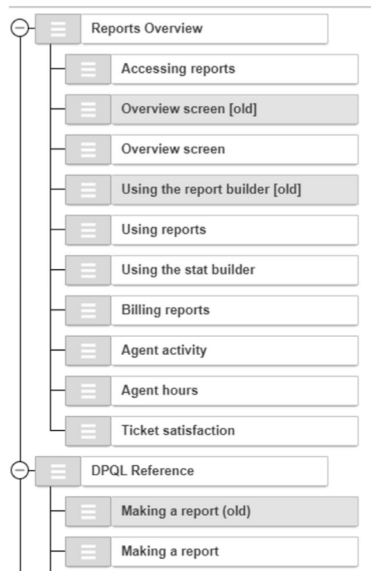 Reports Overview
Accessing reports
Overview screen [old]
Overview screen
Using the report builder [old]
Using reports
Using the stat builder
Billing reports
Agent activity
Agent hours
Ticket satisfaction
DPQL Reference
Making a report (old)
Making a report